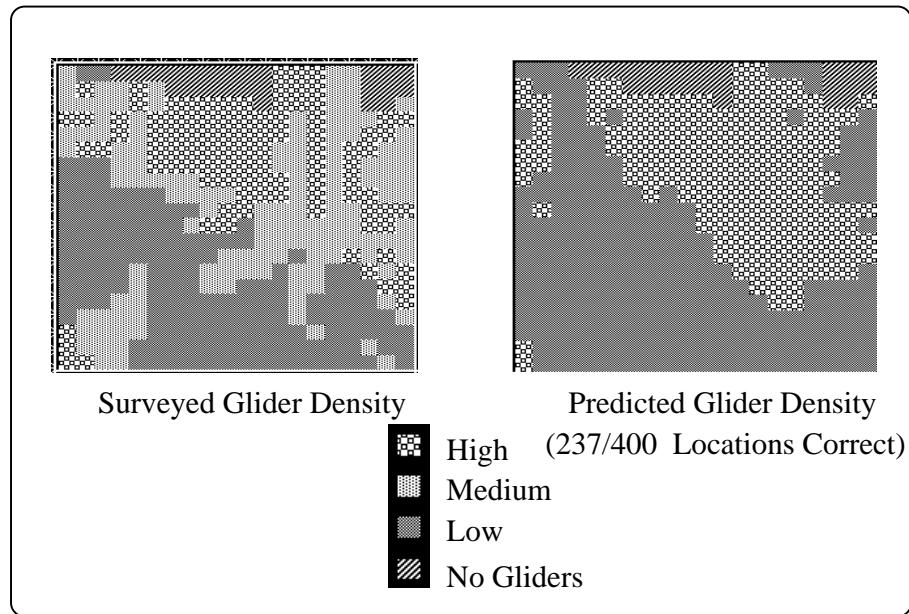 Surveyed Glider Density
Predicted Glider Density
(237/400 Locations Correct)
High
Medium
Low
No Gliders